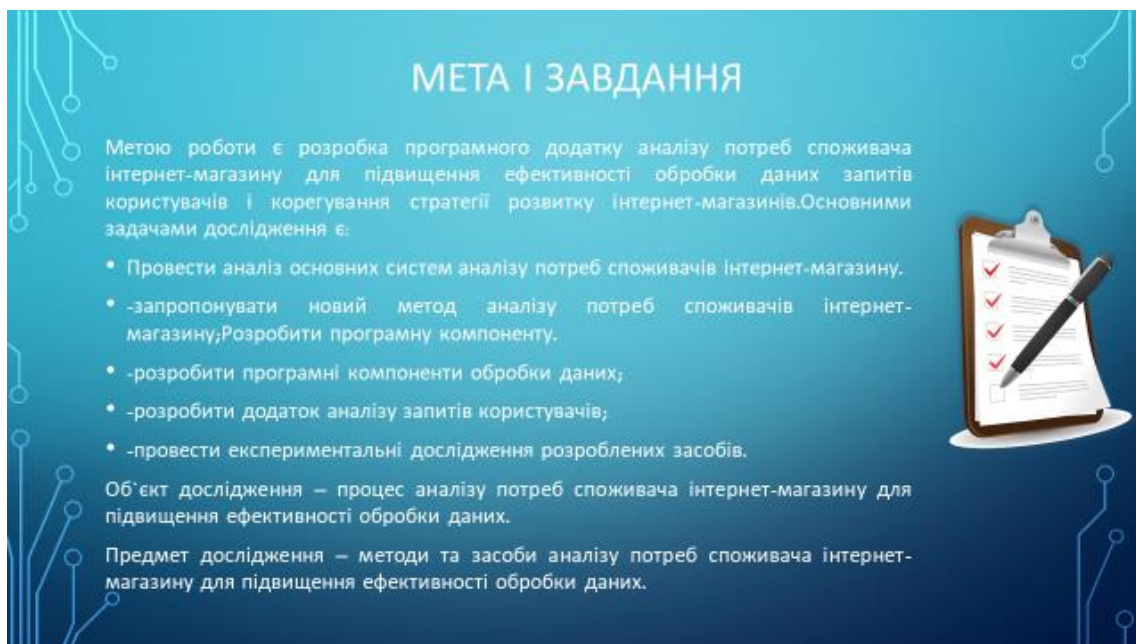 МЕТА І ЗАВДАННЯ
Метою роботи є розробка програмного додатку аналізу потреб споживача
інтернет-магазину для підвищення ефективності обробки даних запитів
користувачів і корегування стратегії розвитку інтернет-магазинів.Основними
задачами дослідження є:
• Провести аналіз основних систем аналізу потреб споживачів інтернет-магазину.
• -запропонувати новий метод аналізу потреб споживачів інтернет-
магазину;Розробити програмну компоненту.
• -розробити програмні компоненти обробки даних;
• -розробити додаток аналізу запитів користувачів;
• -провести експериментальні дослідження розроблених засобів.
Об`єкт дослідження – процес аналізу потреб споживача інтернет-магазину для
підвищення ефективності обробки даних.
Предмет дослідження – методи та засоби аналізу потреб споживача інтернет-
магазину для підвищення ефективності обробки даних.